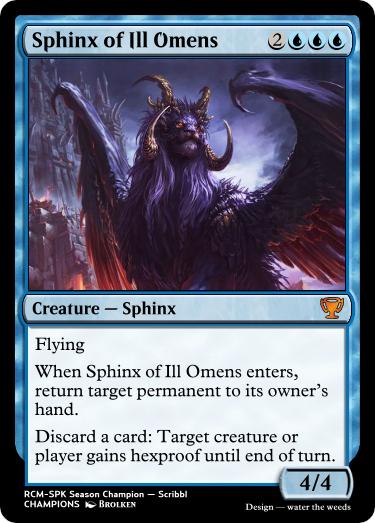 Sphinx of Ill Omens 2
Creature — Sphinx
Flying
When Sphinx of Ill Omens enters,
return target permanent to its owner's
hand.
Discard a card: Target creature or
player gains hexproof until end of turn.
4/4
RCM-SPK Season Champion — Scribbl
CHAMPIONS Brolken
Design — water the weeds